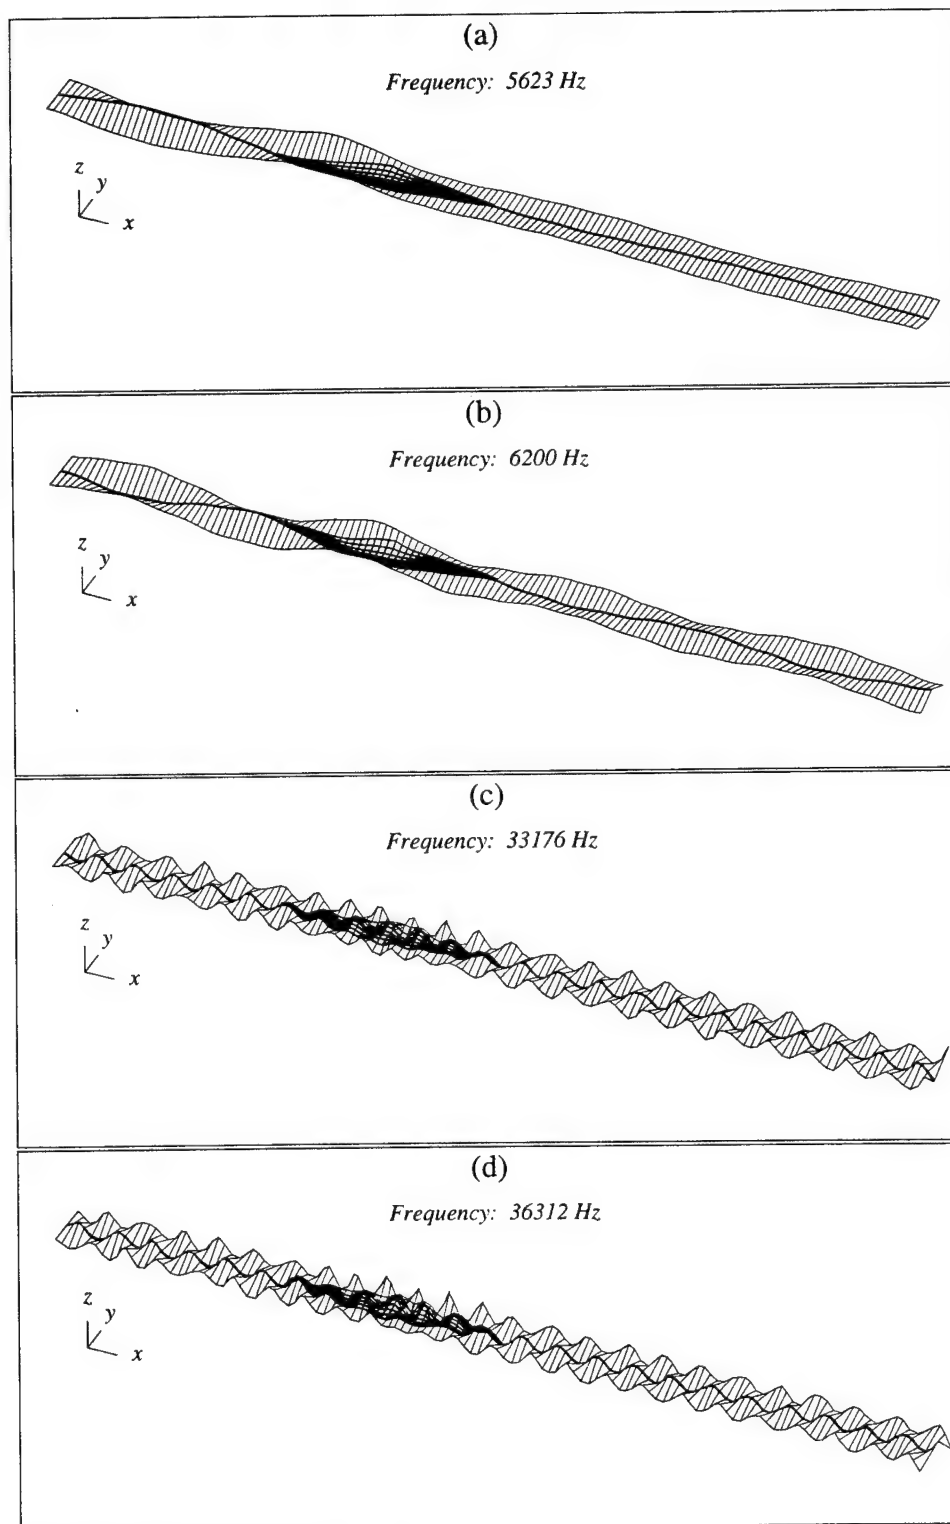 (a)
Frequency: 5623 Hz
z
y
x
(b)
Frequency: 6200 Hz
z
y
x
(c)
Frequency: 33176 Hz
z
y
x
(d)
Frequency: 36312 Hz
z
y
x